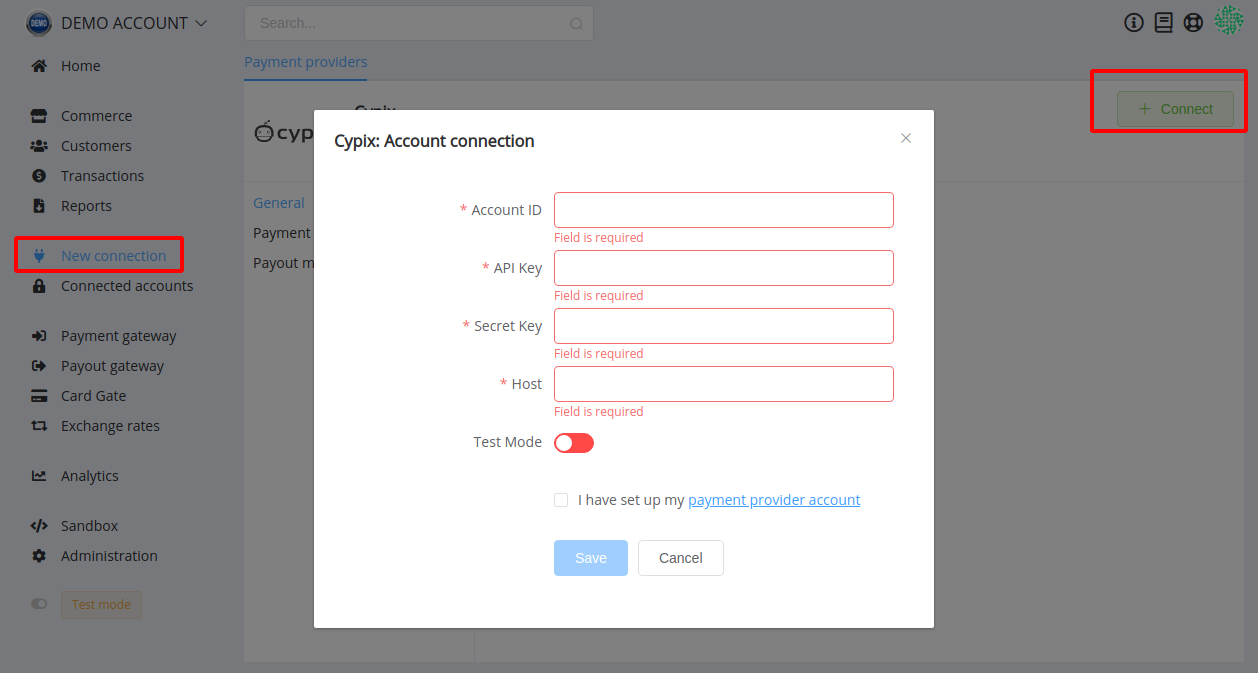 DEMO ACCOUNT
Search...
Home
Commerce
Customers
Transactions
Reports
New connection
Connected accounts
Payment gateway
Payout gateway
Card Gate
Exchange rates
Analytics
Sandbox
Administration
Test mode
Payment providers
Cypix
cyp
+ Connect
General
Payment
Payout m
Cypix: Account connection
* Account ID
Field is required
* API Key
Field is required
* Secret Key
Field is required
* Host
Field is required
Test Mode
I have set up my payment provider account
Save
Cancel